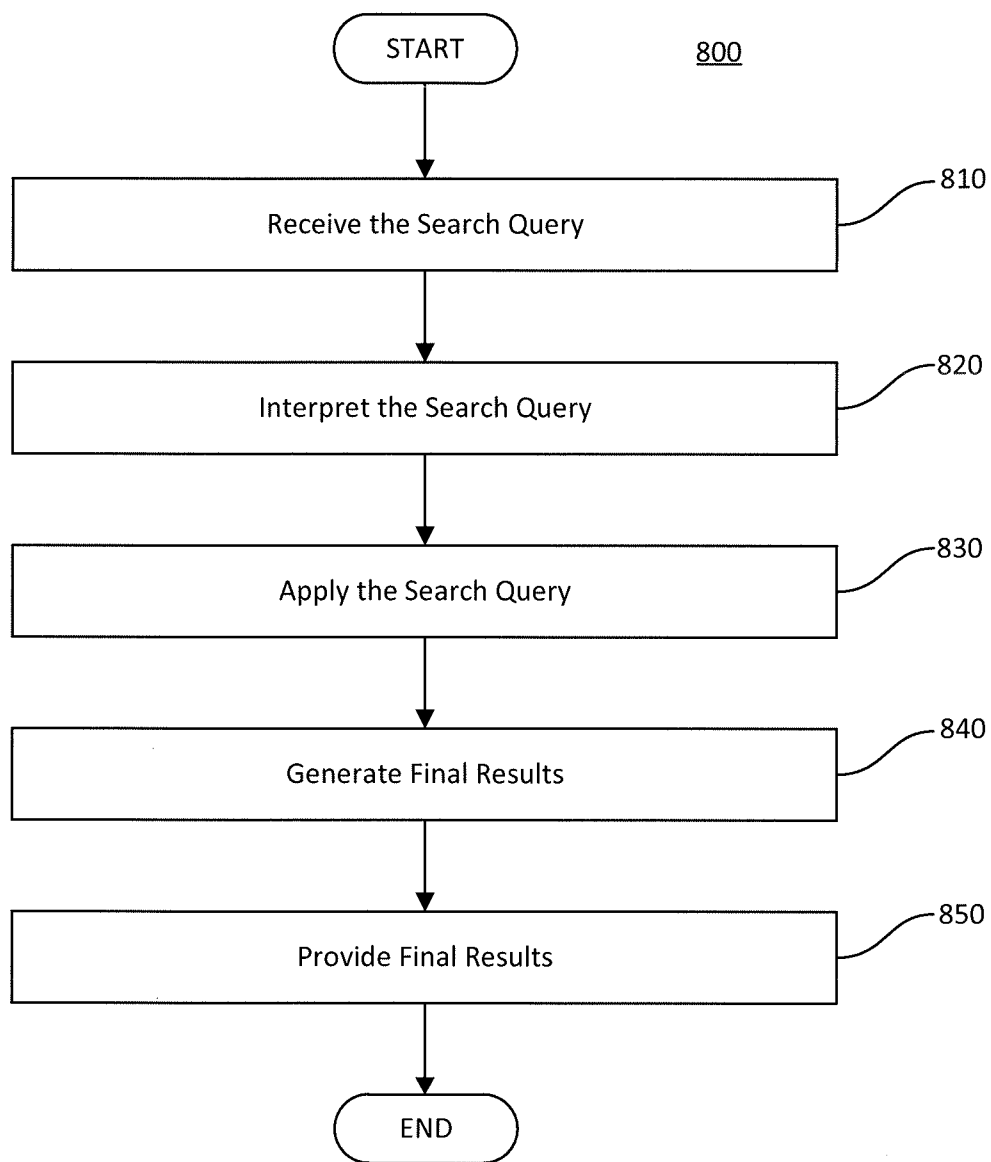 START
800
810
Receive the Search Query
820
Interpret the Search Query
830
Apply the Search Query
840
Generate Final Results
850
Provide Final Results
END